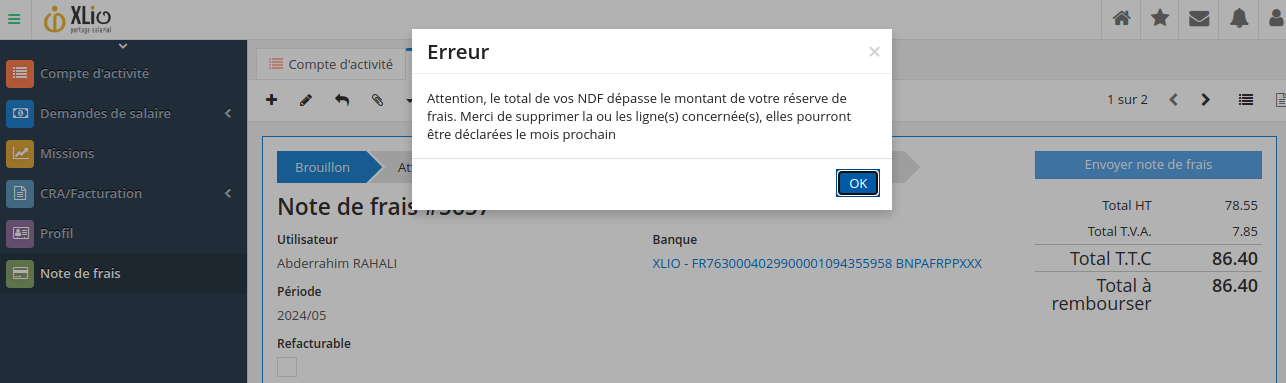 XLiO
portage salarial
Compte d'activité
Demandes de salaire
Missions
CRA/Facturation
Profil
Note de frais
Compte d'activité
1 sur 2
Erreur
×
Attention, le total de vos NDF dépasse le montant de votre réserve de
frais. Merci de supprimer la ou les ligne(s) concernée(s), elles pourront
être déclarées le mois prochain
OK
Brouillon
Envoyer note de frais
Note de frais
Total HT 78.55
Total T.V.A. 7.85
Total T.T.C 86.40
Total à
rembourser 86.40
Utilisateur
Abderrahim RAHALI
Banque
XLIO - FR7630004029900001094355958 BNPAFRPPXXX
Période
2024/05
Refacturable